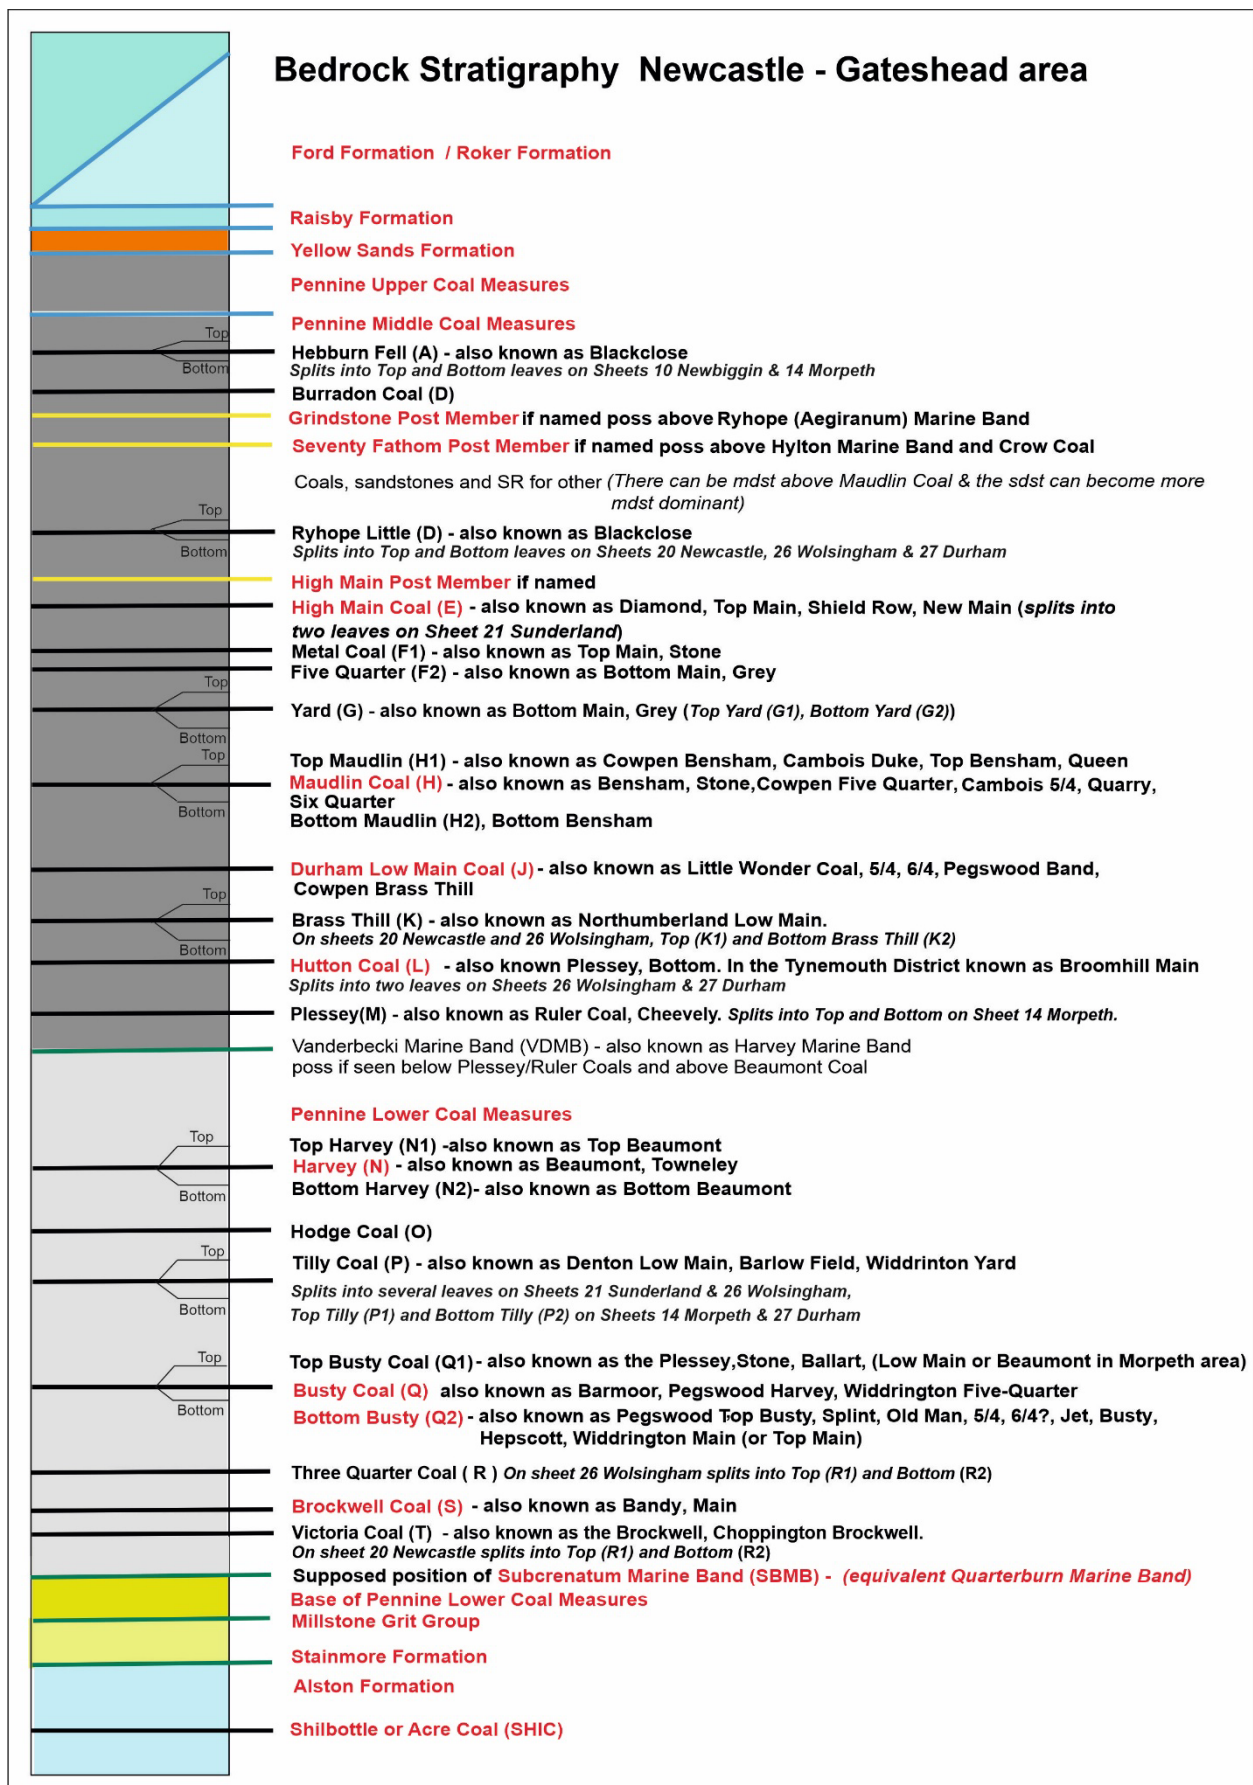 Bedrock Stratigraphy Newcastle - Gateshead area
Ford Formation / Roker Formation
Raisby Formation
Yellow Sands Formation
Pennine Upper Coal Measures
Pennine Middle Coal Measures
Top
Hebburn Fell (A) - also known as Blackclose
Bottom
Splits into Top and Bottom leaves on Sheets 10 Newbiggin & 14 Morpeth
Burradon Coal (D)
Grindstone Post Member if named poss above Ryhope (Aegiranum) Marine Band
Seventy Fathom Post Member if named poss above Hylton Marine Band and Crow Coal
Coals, sandstones and SR for other (There can be mdst above Maudlin Coal & the sdst can become more
mdst dominant)
Top
Ryhope Little (D) - also known as Blackclose
Bottom
Splits into Top and Bottom leaves on Sheets 20 Newcastle, 26 Wolsingham & 27 Durham
High Main Post Member if named
High Main Coal (E) - also known as Diamond, Top Main, Shield Row, New Main (splits into
two leaves on Sheet 21 Sunderland)
Metal Coal (F1) - also known as Top Main, Stone
Five Quarter (F2) - also known as Bottom Main, Grey
Top
Yard (G) - also known as Bottom Main, Grey (Top Yard (G1), Bottom Yard (G2))
Bottom
Top
Top Maudlin (H1) - also known as Cowpen Bensham, Cambois Duke, Top Bensham, Queen
Maudlin Coal (H) - also known as Bensham, Stone,Cowpen Five Quarter, Cambois 5/4, Quarry,
Six Quarter
Bottom
Bottom Maudlin (H2), Bottom Bensham
Durham Low Main Coal (J) - also known as Little Wonder Coal, 5/4, 6/4, Pegswood Band,
Cowpen Brass Thill
Top
Brass Thill (K) - also known as Northumberland Low Main.
On sheets 20 Newcastle and 26 Wolsingham, Top (K1) and Bottom Brass Thill (K2)
Bottom
Hutton Coal (L) - also known Plessey, Bottom. In the Tynemouth District known as Broomhill Main
Splits into two leaves on Sheets 26 Wolsingham & 27 Durham
Plessey(M) - also known as Ruler Coal, Cheevely. Splits into Top and Bottom on Sheet 14 Morpeth.
Vanderbecki Marine Band (VDMB) - also known as Harvey Marine Band
poss if seen below Plessey/Ruler Coals and above Beaumont Coal
Pennine Lower Coal Measures
Top
Top Harvey (N1) -also known as Top Beaumont
Harvey (N) - also known as Beaumont, Towneley
Bottom
Bottom Harvey (N2)- also known as Bottom Beaumont
Hodge Coal (O)
Top
Tilly Coal (P) - also known as Denton Low Main, Barlow Field, Widdrinton Yard
Splits into several leaves on Sheets 21 Sunderland & 26 Wolsingham,
Bottom
Top Tilly (P1) and Bottom Tilly (P2) on Sheets 14 Morpeth & 27 Durham
Top
Top Busty Coal (Q1) - also known as the Plessey,Stone, Ballart, (Low Main or Beaumont in Morpeth area)
Busty Coal (Q) also known as Barmoor, Pegswood Harvey, Widdrington Five-Quarter
Bottom
Bottom Busty (Q2) - also known as Pegswood Top Busty, Splint, Old Man, 5/4, 6/4?, Jet, Busty,
Hepscott, Widdrington Main (or Top Main)
Three Quarter Coal ( R ) On sheet 26 Wolsingham splits into Top (R1) and Bottom (R2)
Brockwell Coal (S) - also known as Bandy, Main
Victoria Coal (T) - also known as the Brockwell, Choppington Brockwell.
On sheet 20 Newcastle splits into Top (R1) and Bottom (R2)
Supposed position of Subcrenatum Marine Band (SBMB) - (equivalent Quarterburn Marine Band)
Base of Pennine Lower Coal Measures
Millstone Grit Group
Stainmore Formation
Alston Formation
Shilbottle or Acre Coal (SHIC)